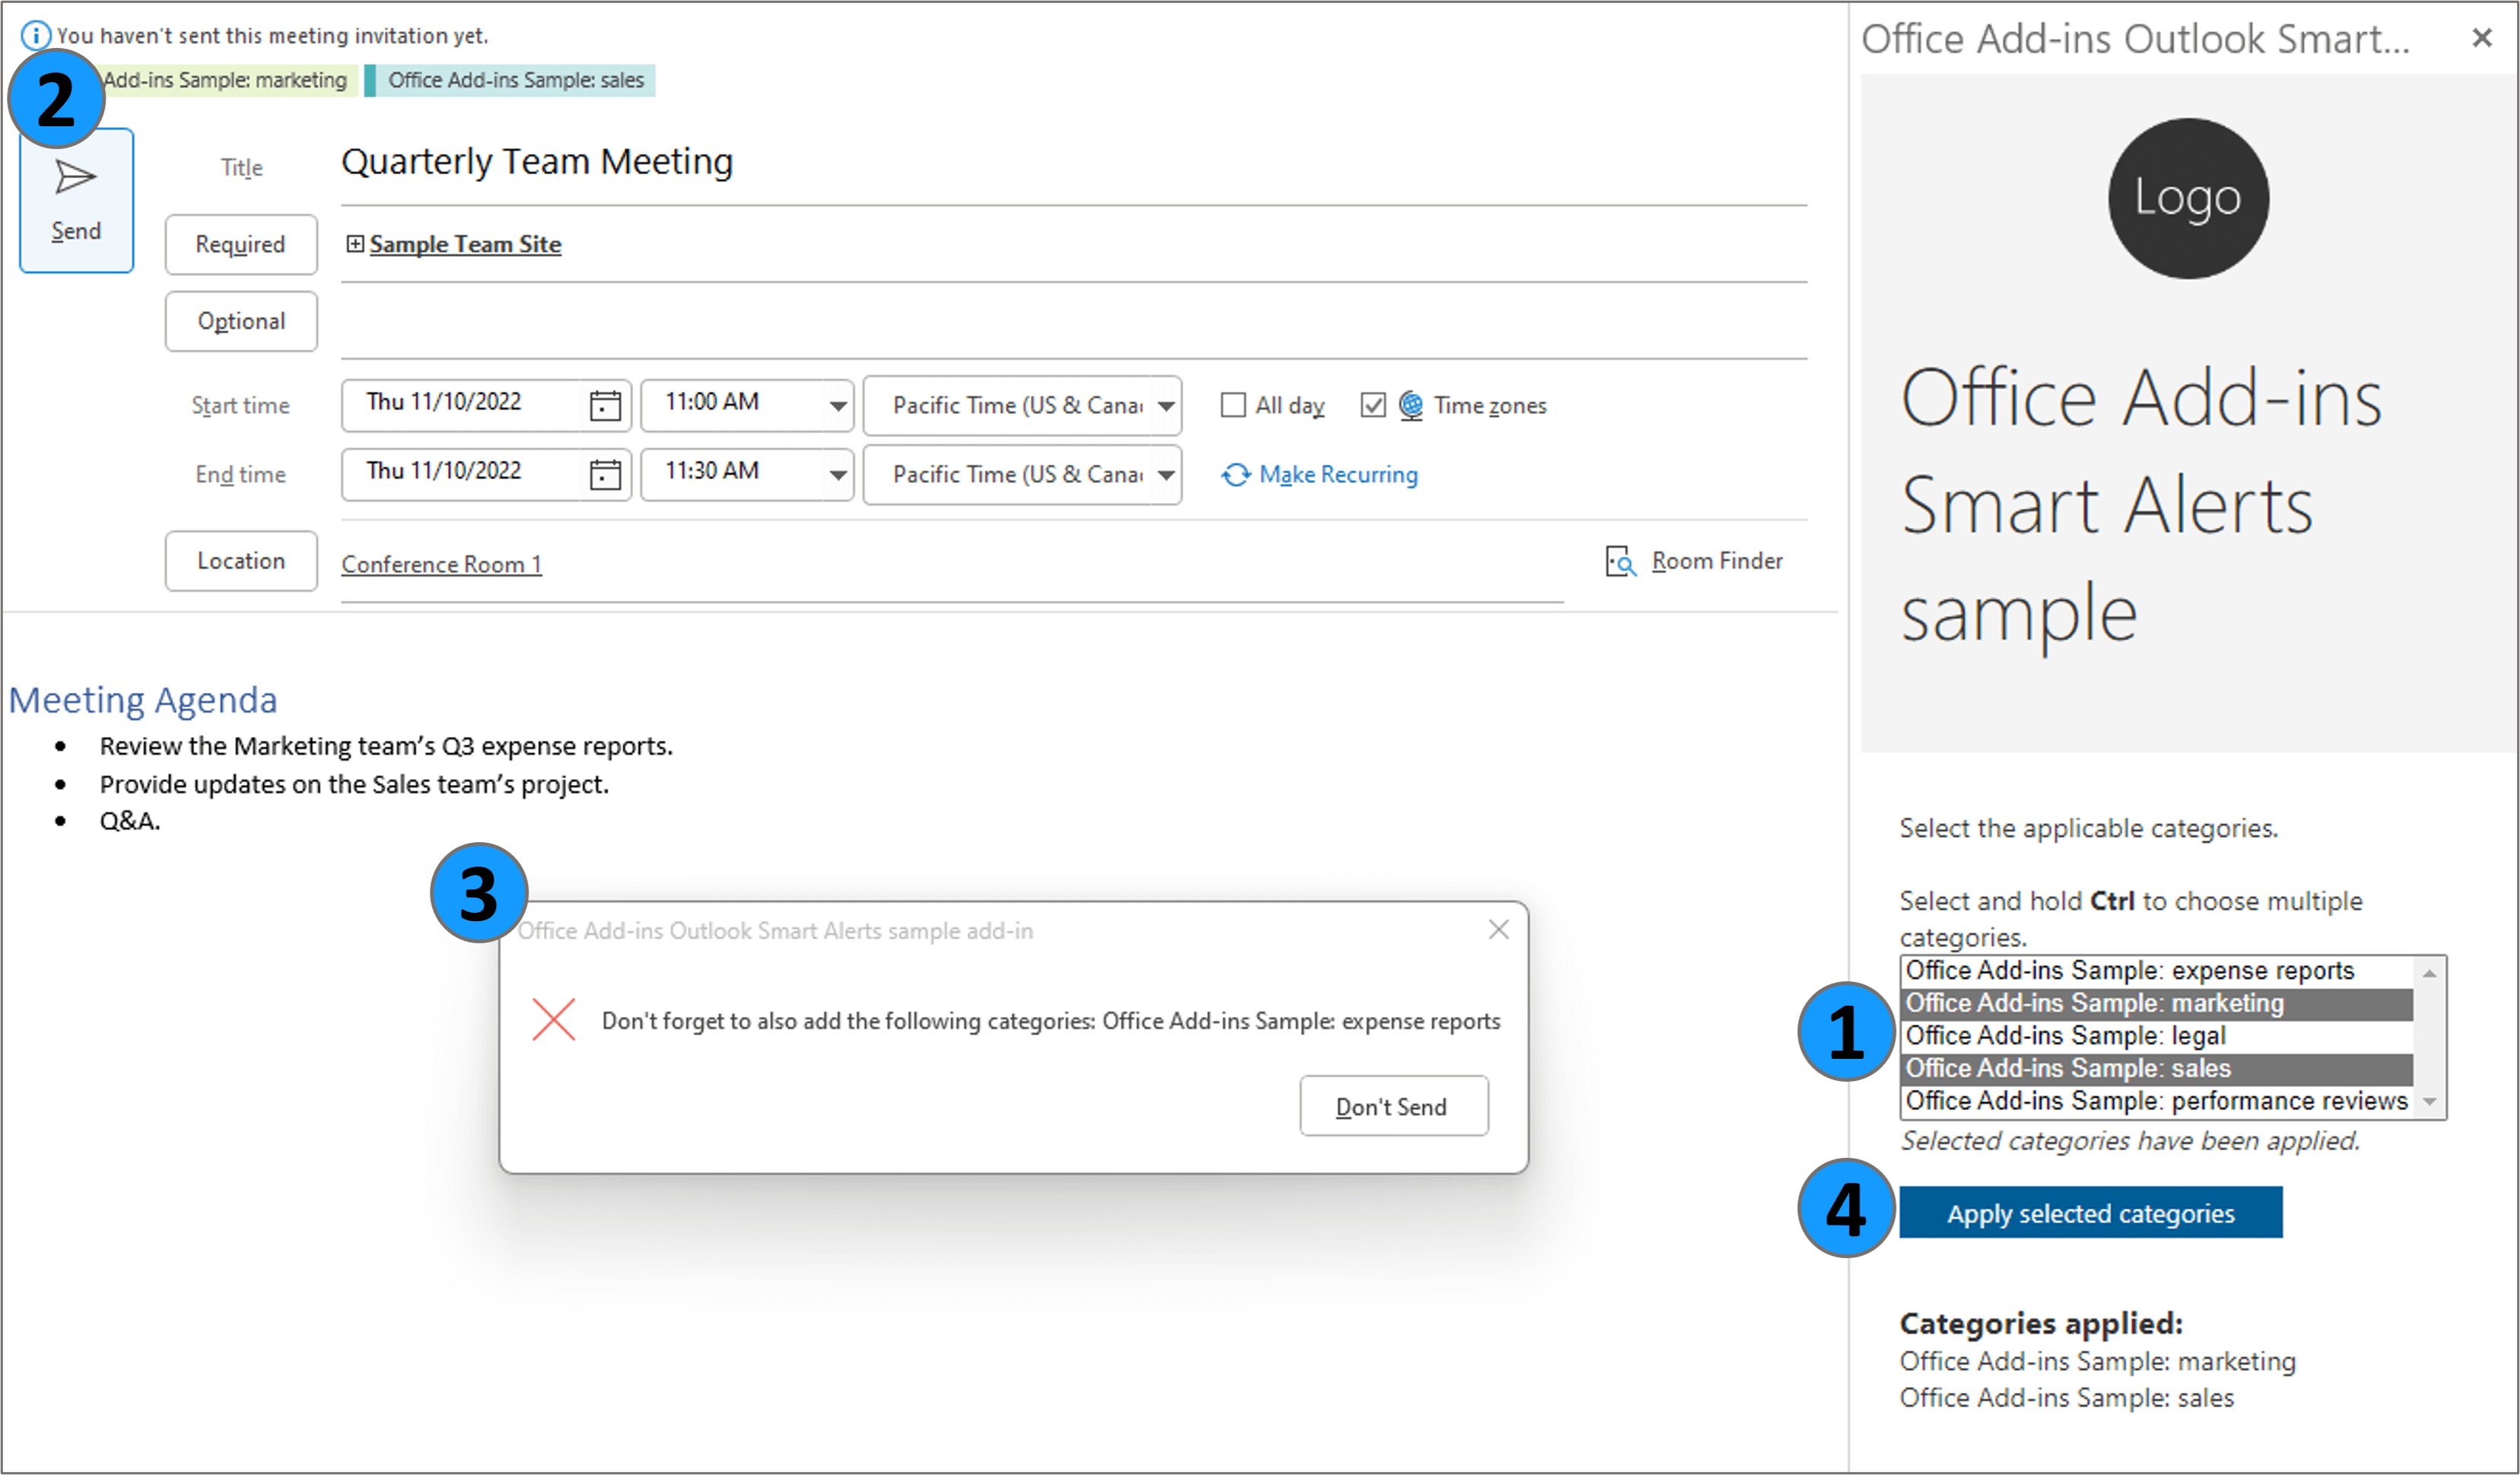 You haven't sent this meeting invitation yet.
2
Add-ins Sample: marketing
Office Add-ins Sample: sales
Send
Title
Quarterly Team Meeting
Required
Sample Team Site
Optional
Start time
Thu 11/10/2022
11:00 AM
Pacific Time (US & Cana
All day
Time zones
End time
Thu 11/10/2022
11:30 AM
Pacific Time (US & Cana
Make Recurring
Location
Conference Room 1
Room Finder
Meeting Agenda
• Review the Marketing team's Q3 expense reports.
• Provide updates on the Sales team's project.
• Q&A.
3
Office Add-ins Outlook Smart Alerts sample add-in
Don't forget to also add the following categories: Office Add-ins Sample: expense reports
Don't Send
Office Add-ins Outlook Smart...
Logo
Office Add-ins
Smart Alerts
sample
Select the applicable categories.
Select and hold Ctrl to choose multiple
categories.
1
Office Add-ins Sample: expense reports
Office Add-ins Sample: marketing
Office Add-ins Sample: legal
Office Add-ins Sample: sales
Office Add-ins Sample: performance reviews
Selected categories have been applied.
4
Apply selected categories
Categories applied:
Office Add-ins Sample: marketing
Office Add-ins Sample: sales